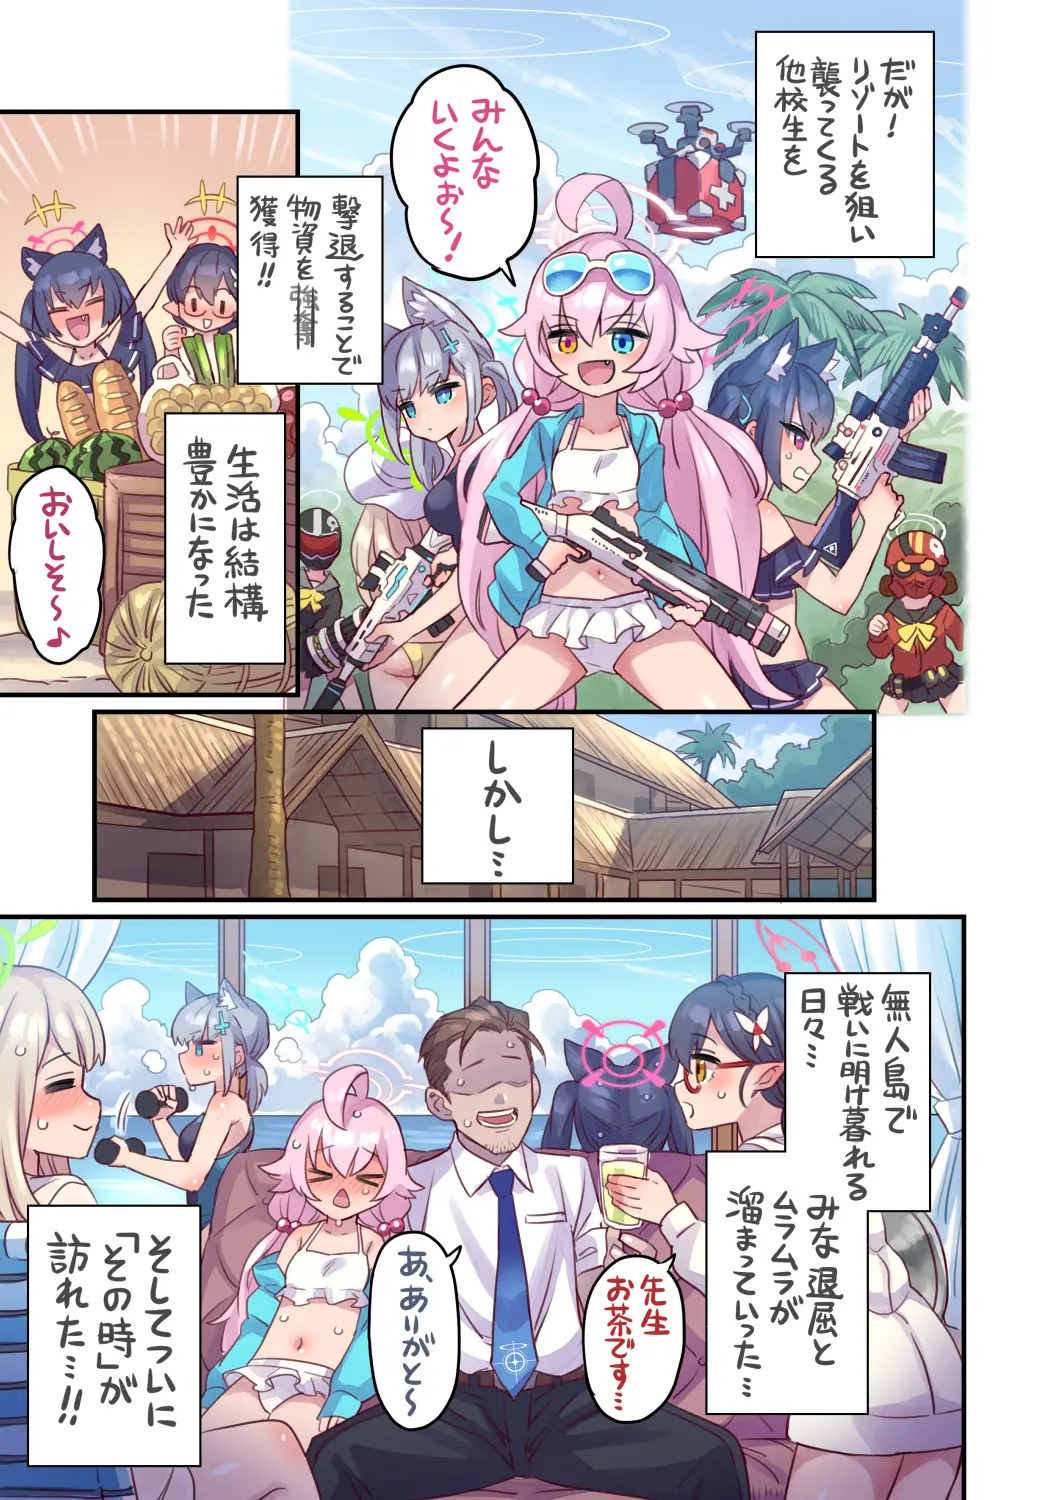 だが!
リゾートを狙い
襲ってくる
他校生を
みんな
いくよぉ〜!
撃退することで
物資を強奪
獲得!!
生活は結構
豊かになった
おいしそ〜♪
しかし…
無人島で
戦いに明け暮れる
日々…
みな退屈と
ムラムラが
溜まっていった…
先生
お茶です…
あ、ありがと〜
そしてついに
「その時」が
訪れた…!!